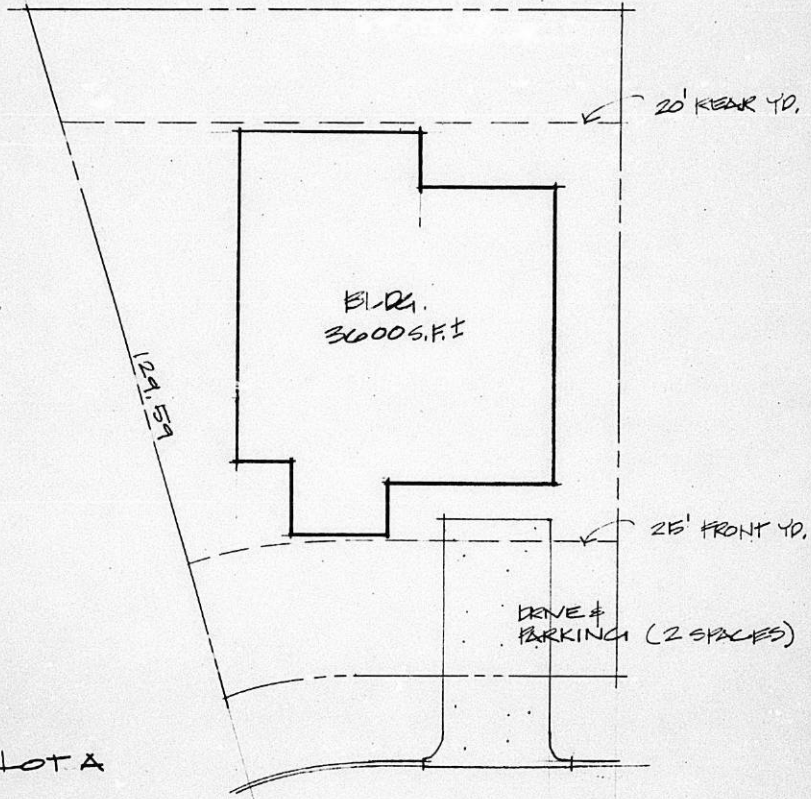 20' REAR YD.
BLDG.
3600 S.F.±
129.59
25' FRONT YD.
DRIVE &
PARKING (2 SPACES)
LOT A